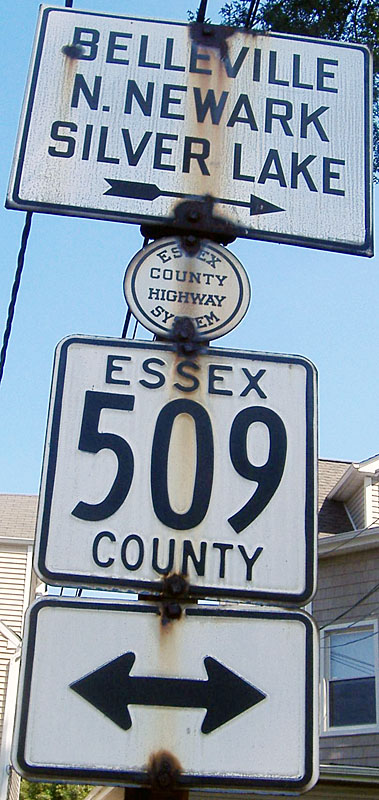 BELLEVILLE
N. NEWARK
SILVER LAKE
ESSEX
COUNTY
HIGHWAY
SYSTEM
ESSEX
509
COUNTY